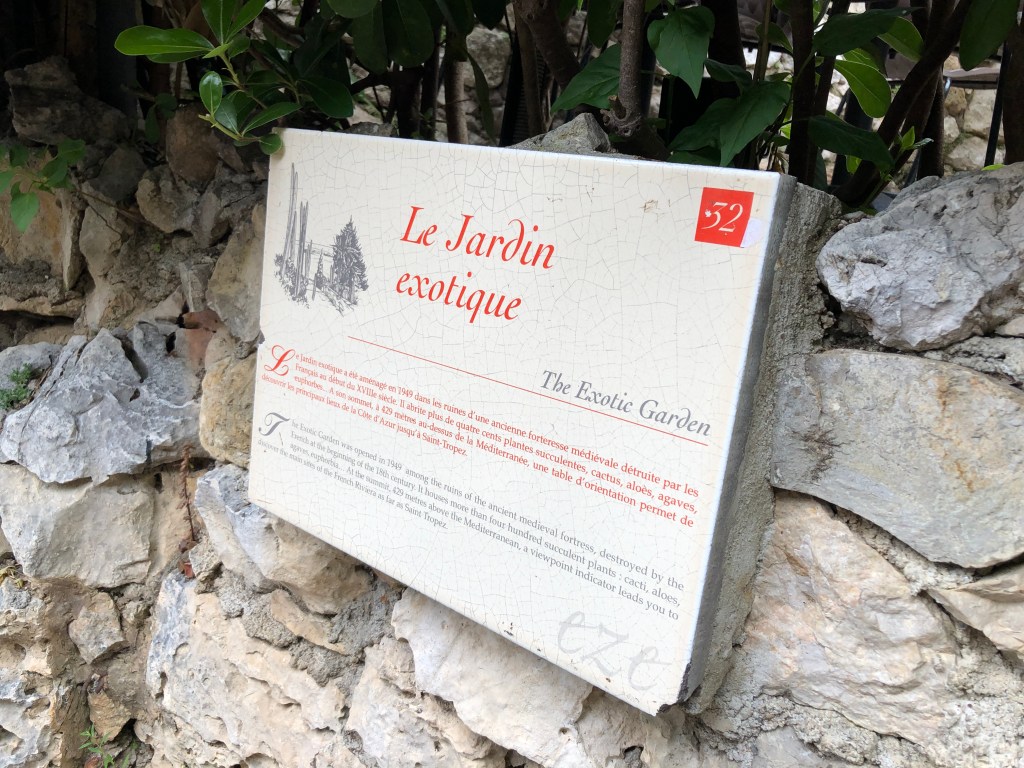 32
Le Jardin
exotique
The Exotic Garden
Le Jardin exotique a été aménagé en 1949 dans les ruines d'une ancienne forteresse médiévale détruite par les
Français au début du XVIIIe siècle. Il abrite plus de quatre cents plantes succulentes, cactus, aloès, agaves,
euphorbes... A son sommet, à 429 mètres au-dessus de la Méditerranée, une table d'orientation permet de
découvrir les principaux lieux de la Côte d'Azur jusqu'à Saint-Tropez.
The Exotic Garden was opened in 1949 among the ruins of the ancient medieval fortress, destroyed by the
French at the beginning of the 18th century. It houses more than four hundred succulent plants : cacti, aloes,
agaves, euphorbia... At the summit, 429 metres above the Mediterranean, a viewpoint indicator leads you to
discover the main sites of the French Riviera as far as Saint Tropez.
eze